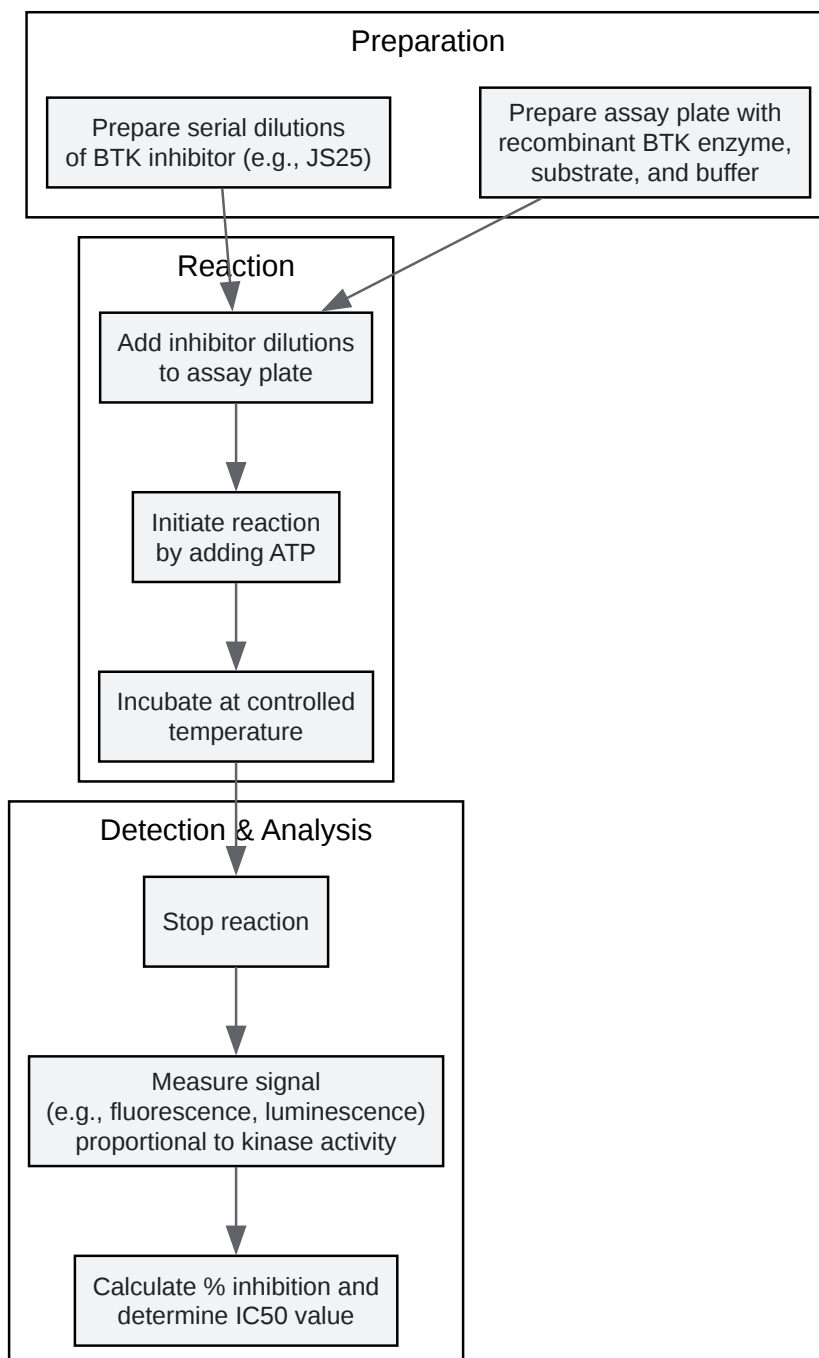 Preparation
Prepare serial dilutions
of BTK inhibitor (e.g., JS25)
Prepare assay plate with
recombinant BTK enzyme,
substrate, and buffer
Reaction
Add inhibitor dilutions
to assay plate
Initiate reaction
by adding ATP
Incubate at controlled
temperature
Detection & Analysis
Stop reaction
Measure signal
(e.g., fluorescence, luminescence)
proportional to kinase activity
Calculate % inhibition and
determine IC50 value